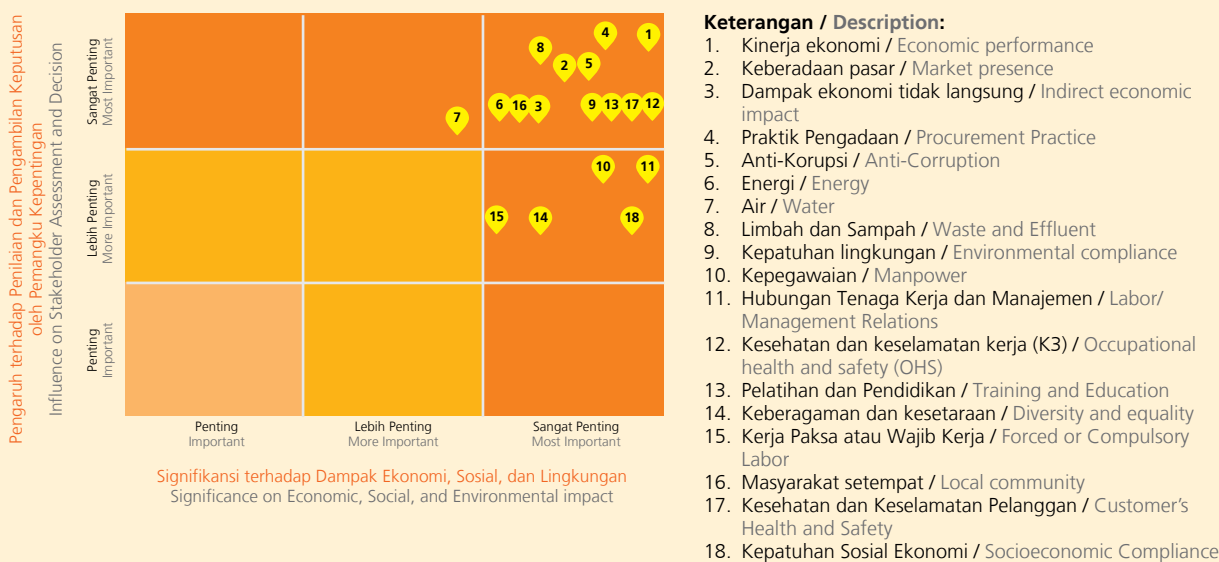 Pengaruh terhadap Penilaian dan Pengambilan Keputusan
oleh Pemangku Kepentingan
Influence on Stakeholder Assessment and Decision
Sangat Penting
Most Important
Lebih Penting
More Important
Penting
Important
4
1
8
2
5
6
16
3
9
13
17
12
7
10
11
15
14
18
Penting
Important
Lebih Penting
More Important
Sangat Penting
Most Important
Signifikansi terhadap Dampak Ekonomi, Sosial, dan Lingkungan
Significance on Economic, Social, and Environmental impact
Keterangan / Description:
1. Kinerja ekonomi / Economic performance
2. Keberadaan pasar / Market presence
3. Dampak ekonomi tidak langsung / Indirect economic
impact
4. Praktik Pengadaan / Procurement Practice
5. Anti-Korupsi / Anti-Corruption
6. Energi / Energy
7. Air / Water
8. Limbah dan Sampah / Waste and Effluent
9. Kepatuhan lingkungan / Environmental compliance
10. Kepegawaian / Manpower
11. Hubungan Tenaga Kerja dan Manajemen / Labor/
Management Relations
12. Kesehatan dan keselamatan kerja (K3) / Occupational
health and safety (OHS)
13. Pelatihan dan Pendidikan / Training and Education
14. Keberagaman dan kesetaraan / Diversity and equality
15. Kerja Paksa atau Wajib Kerja / Forced or Compulsory
Labor
16. Masyarakat setempat / Local community
17. Kesehatan dan Keselamatan Pelanggan / Customer's
Health and Safety
18. Kepatuhan Sosial Ekonomi / Socioeconomic Compliance